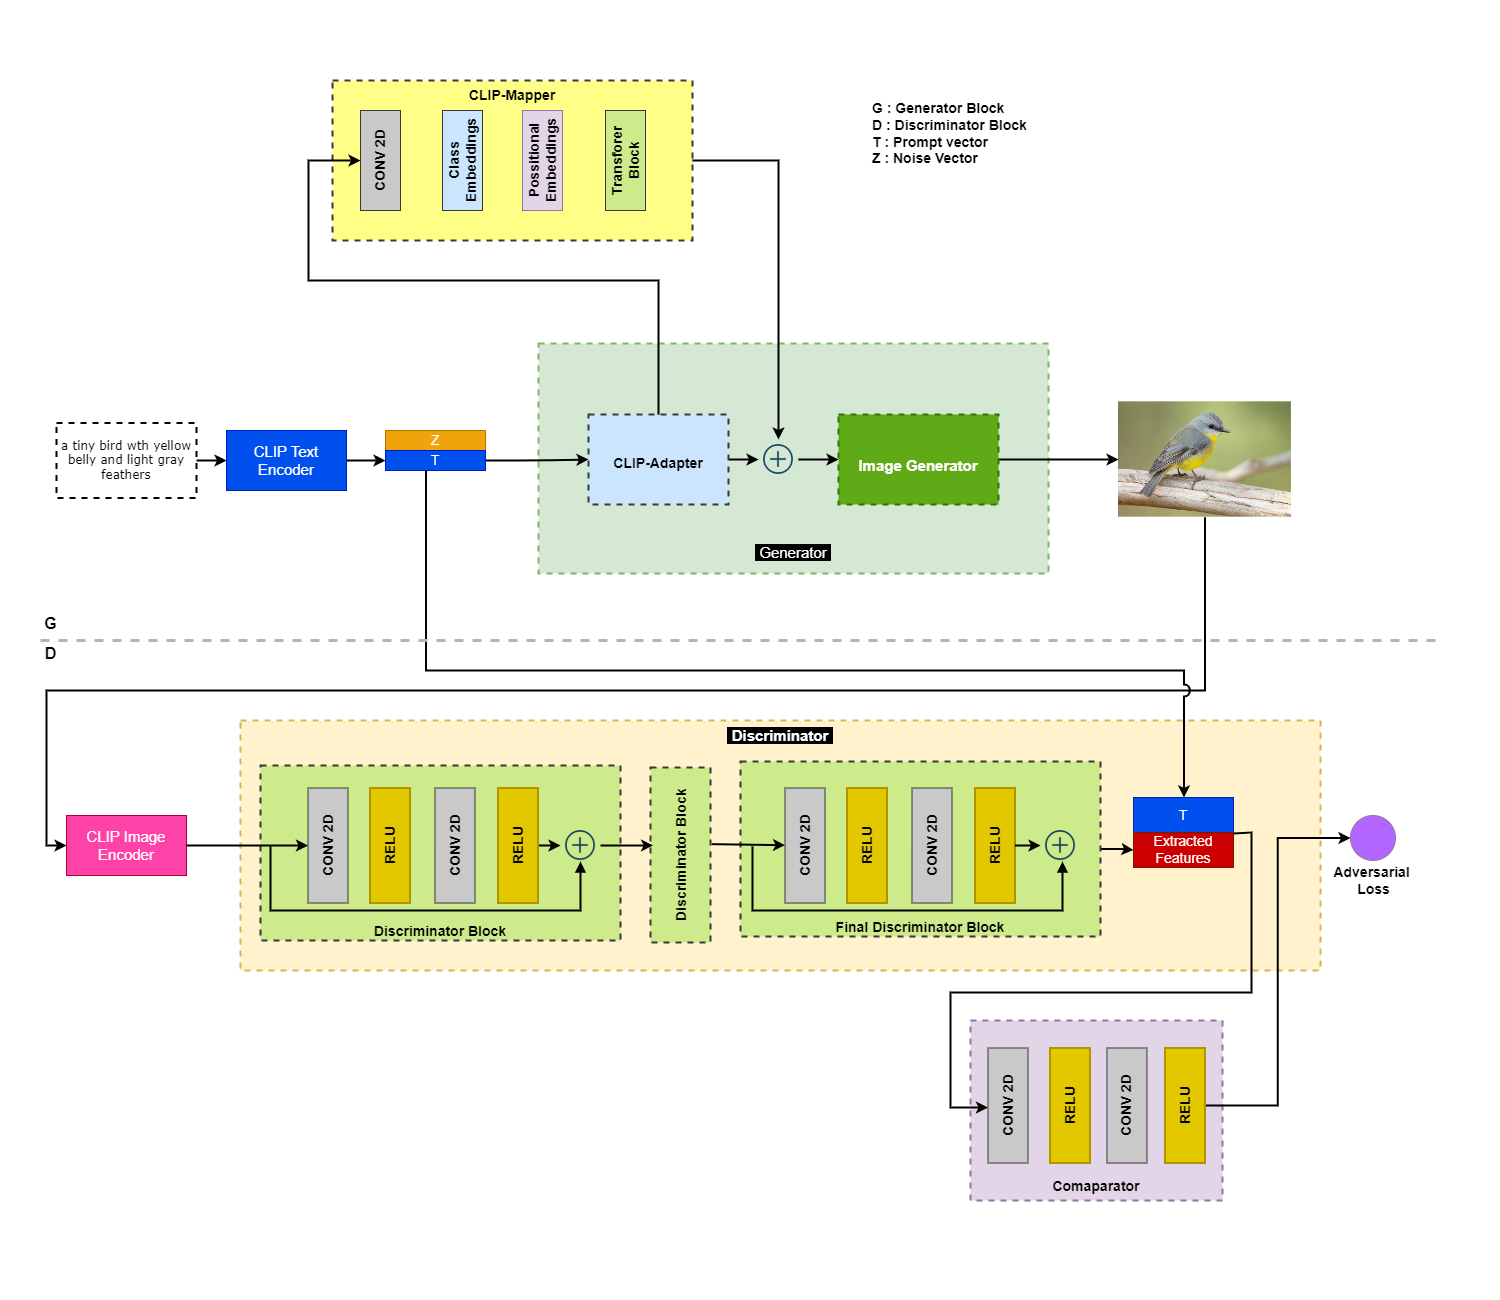 CLIP-Mapper
CONV 2D
Class
Embeddings
Possitional
Embeddings
Transforer
Block
G : Generator Block
D : Discriminator Block
T : Prompt vector
Z : Noise Vector
a tiny bird wth yellow
belly and light gray
feathers
CLIP Text
Encoder
Z
T
CLIP-Adapter
Image Generator
Generator
G
D
Discriminator
CLIP Image
Encoder
CONV 2D
RELU
CONV 2D
RELU
Discriminator Block
Discriminator Block
CONV 2D
RELU
CONV 2D
RELU
Final Discriminator Block
T
Extracted
Features
Adversarial
Loss
CONV 2D
RELU
CONV 2D
RELU
Comaparator